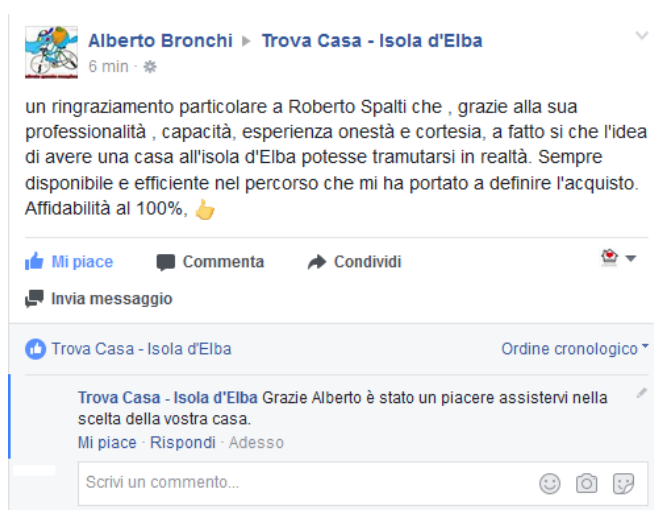 Alberto Bronchi ▸ Trova Casa - Isola d'Elba
6 min ·
un ringraziamento particolare a Roberto Spalti che , grazie alla sua
professionalità , capacità, esperienza onestà e cortesia, a fatto si che l'idea
di avere una casa all'isola d'Elba potesse tramutarsi in realtà. Sempre
disponibile e efficiente nel percorso che mi ha portato a definire l'acquisto.
Affidabilità al 100%, 👍
Mi piace Commenta Condividi
Invia messaggio
Trova Casa - Isola d'Elba Ordine cronologico
Trova Casa - Isola d'Elba Grazie Alberto è stato un piacere assistervi nella
scelta della vostra casa.
Mi piace · Rispondi · Adesso
Scrivi un commento...